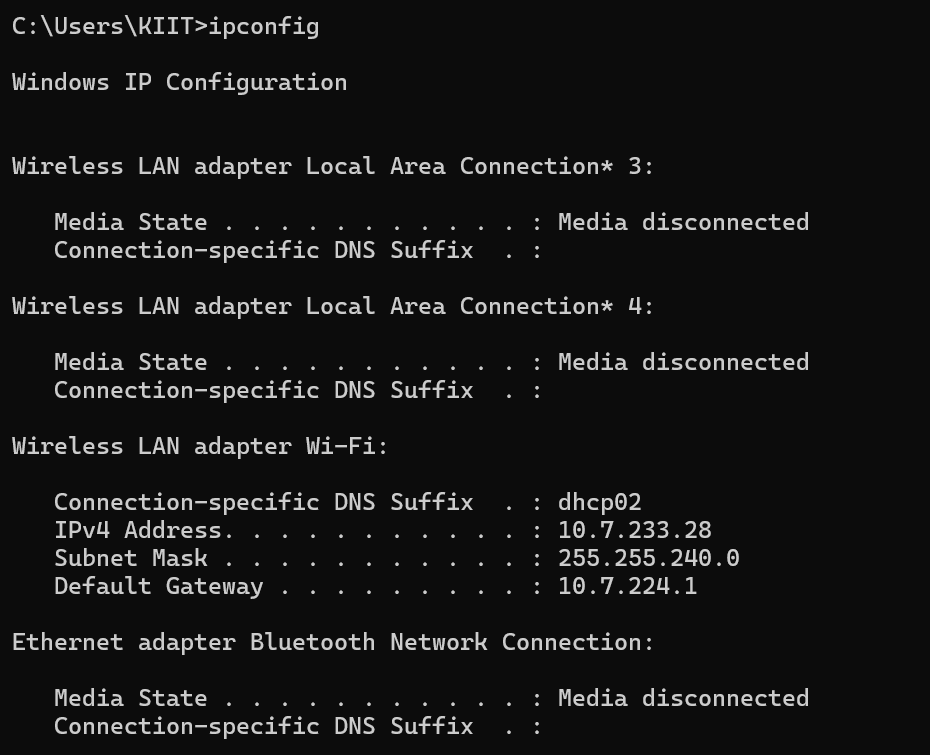 C:\Users\KIIT>ipconfig
Windows IP Configuration
Wireless LAN adapter Local Area Connection* 3:
   Media State . . . . . . . . . . . : Media disconnected
   Connection-specific DNS Suffix  . :
Wireless LAN adapter Local Area Connection* 4:
   Media State . . . . . . . . . . . : Media disconnected
   Connection-specific DNS Suffix  . :
Wireless LAN adapter Wi-Fi:
   Connection-specific DNS Suffix  . : dhcp02
   IPv4 Address. . . . . . . . . . . : 10.7.233.28
   Subnet Mask . . . . . . . . . . . : 255.255.240.0
   Default Gateway . . . . . . . . . : 10.7.224.1
Ethernet adapter Bluetooth Network Connection:
   Media State . . . . . . . . . . . : Media disconnected
   Connection-specific DNS Suffix  . :